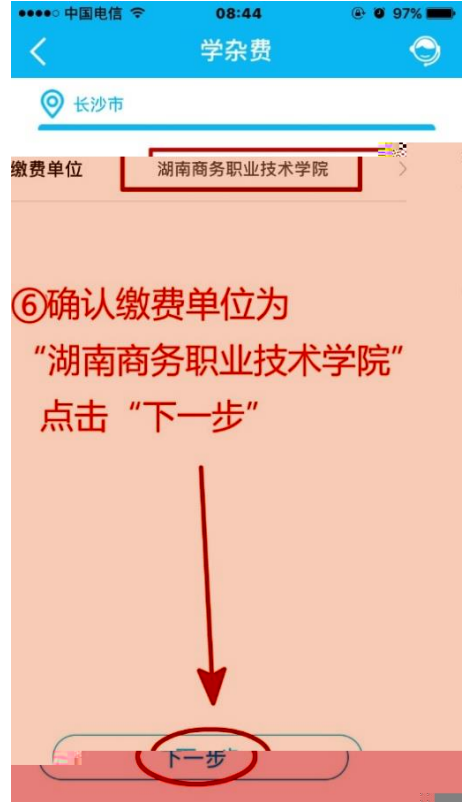 中国电信 08:44 97%
学杂费
长沙市
缴费单位 湖南商务职业技术学院
⑥确认缴费单位为
“湖南商务职业技术学院”
点击“下一步”
下一步